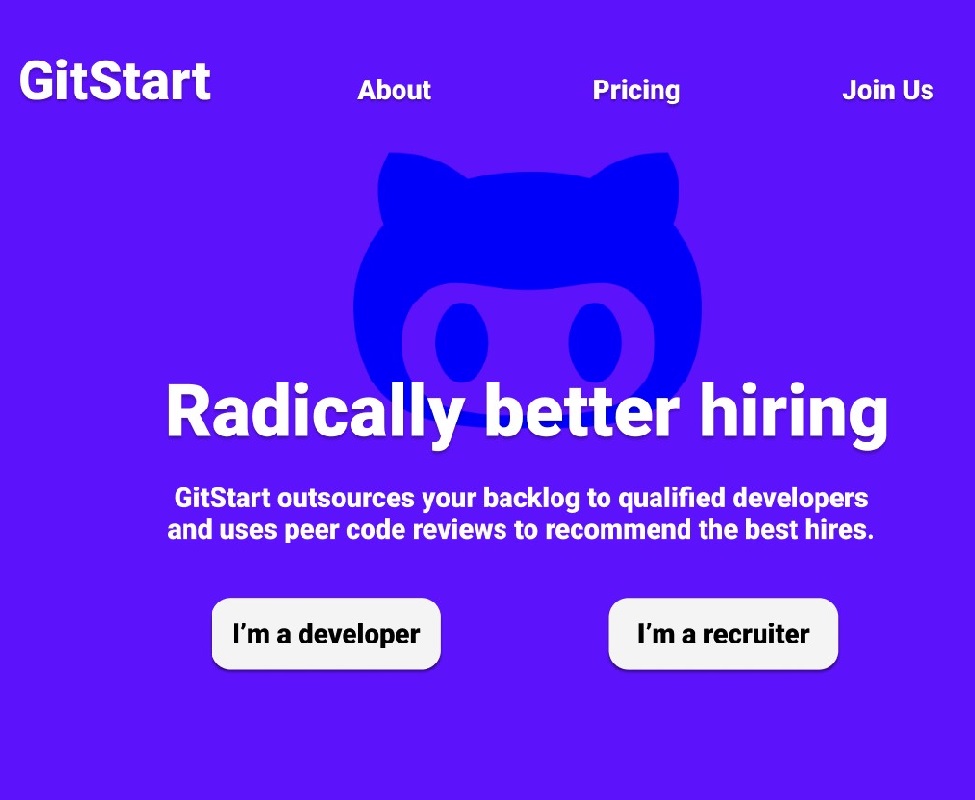 GitStart
About
Pricing
Join Us
Radically better hiring
GitStart outsources your backlog to qualified developers
and uses peer code reviews to recommend the best hires.
I’m a developer
I’m a recruiter